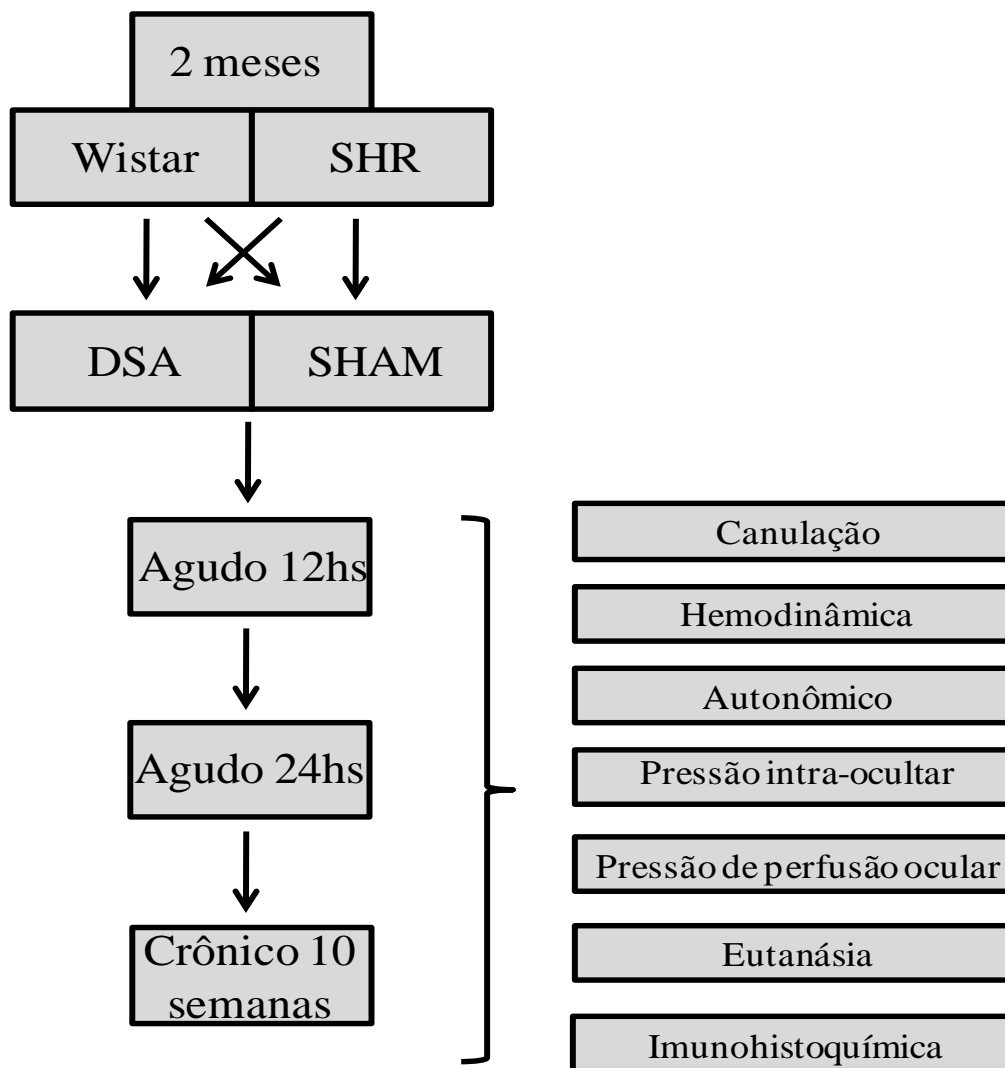 2 meses
Wistar
SHR
DSA
SHAM
Agudo 12hs
Agudo 24hs
Crônico 10
semanas
Canulação
Hemodinâmica
Autonômico
Pressão intra-ocultar
Pressão de perfusão ocular
Eutanásia
Imunohistoquímica